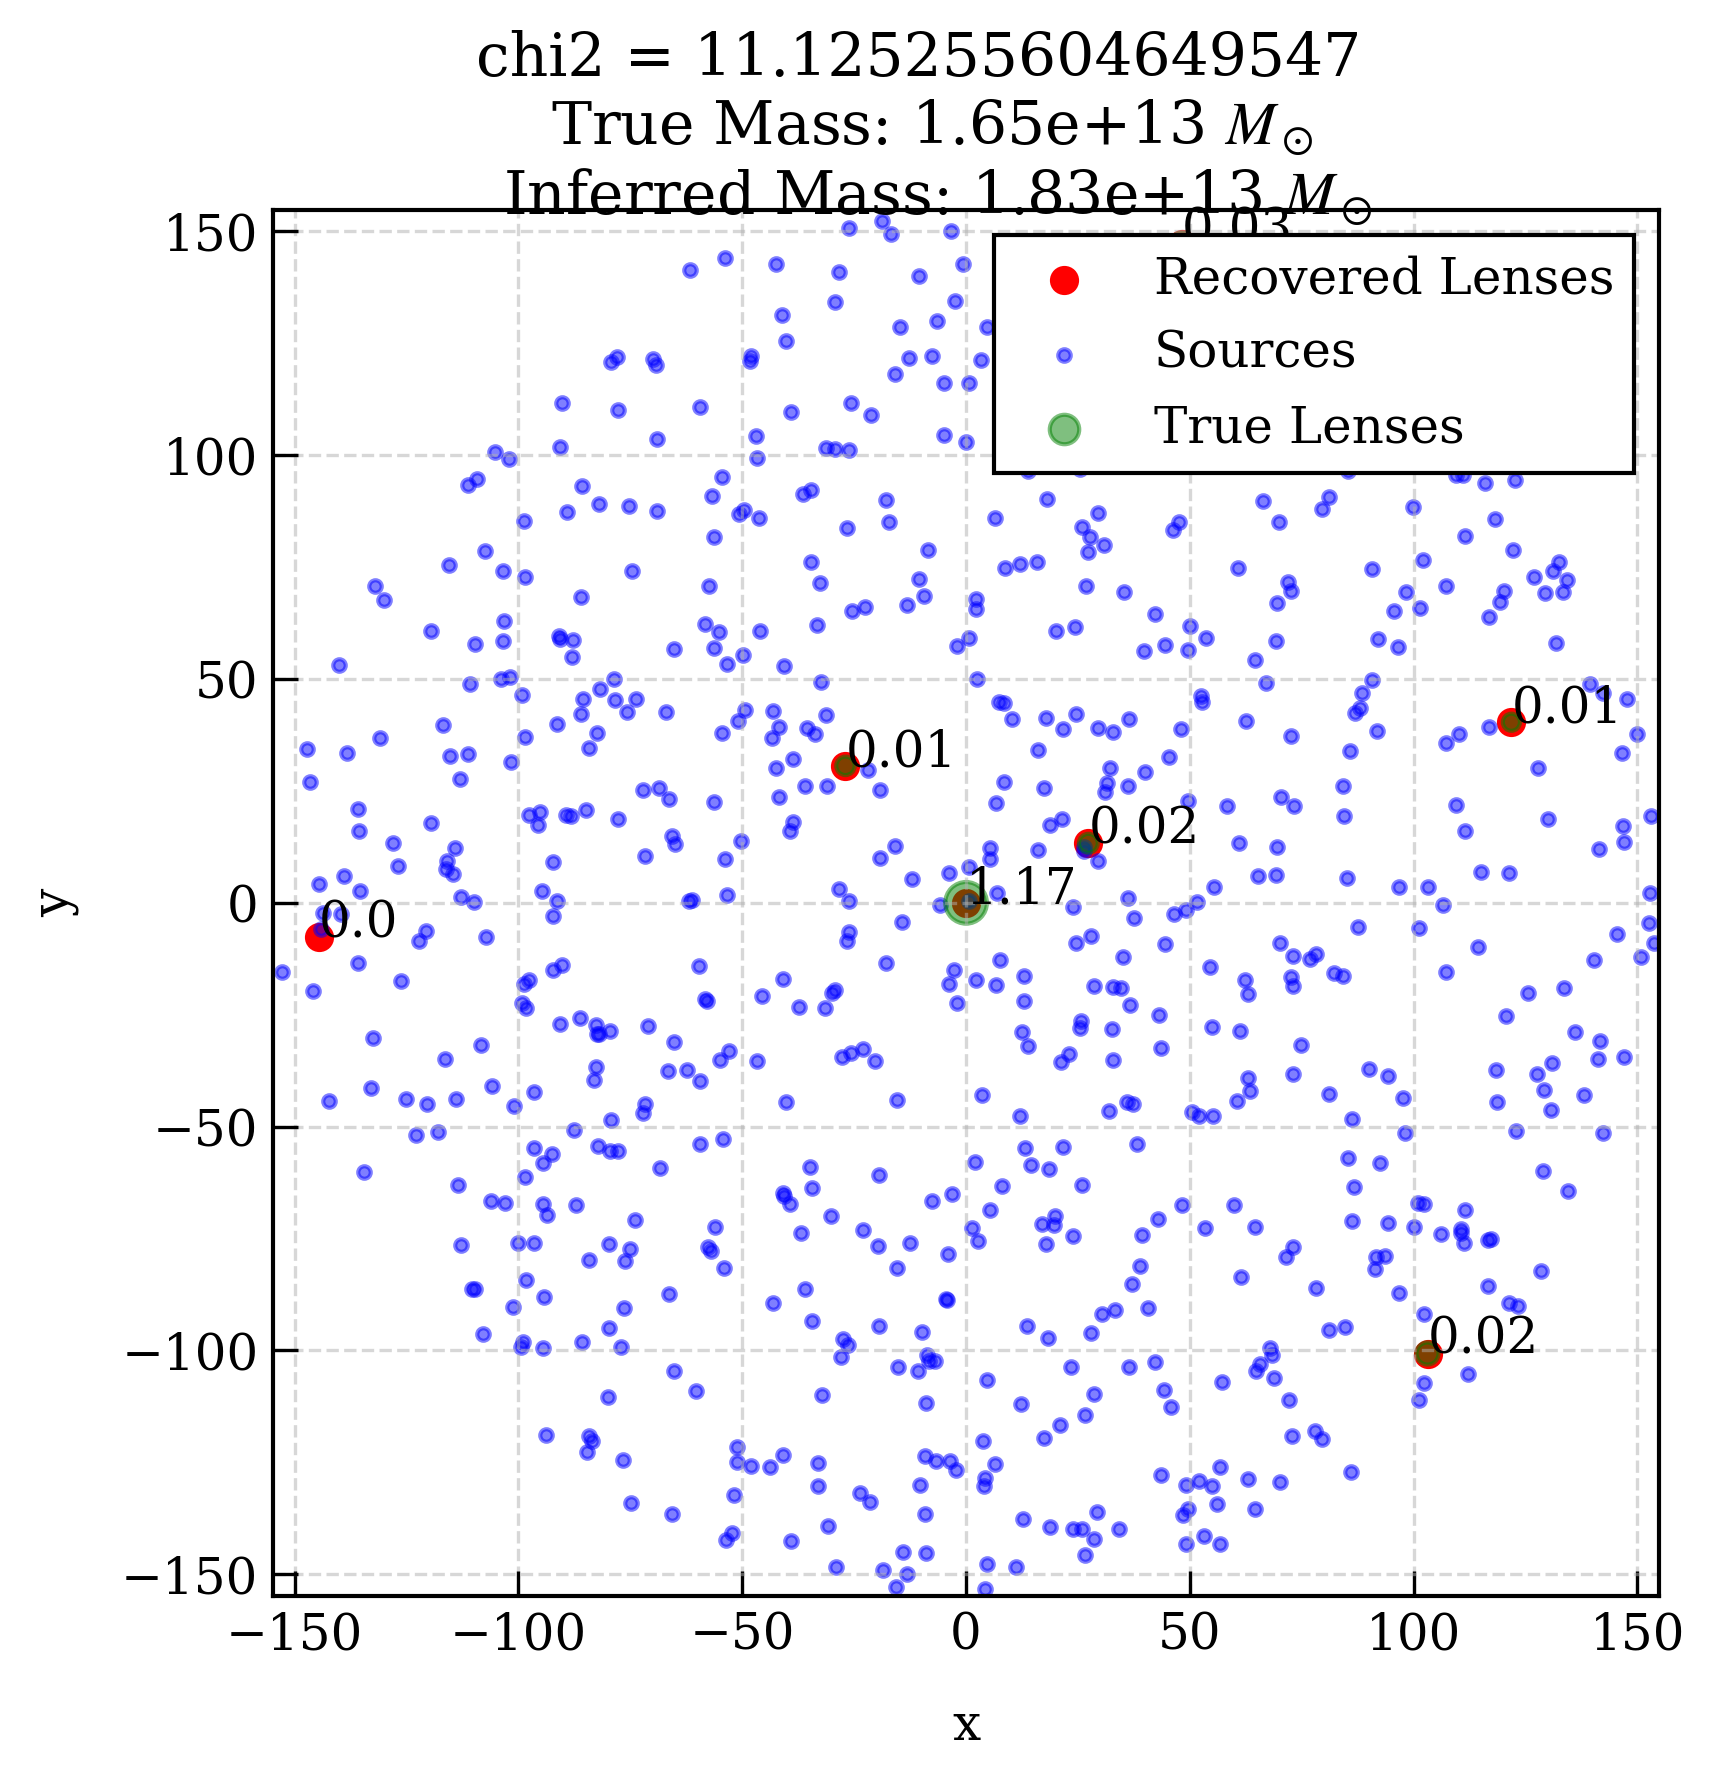 chi2 = 11.125255604649547
True Mass: 1.65e+13 M⊙
Inferred Mass: 1.83e+13 M⊙
0.03
150
Recovered Lenses
Sources
True Lenses
100
50
0.01
0.01
0.02
1.17
0
0.0
−50
−100
0.02
−150
−150 −100 −50 0 50 100 150
x
y